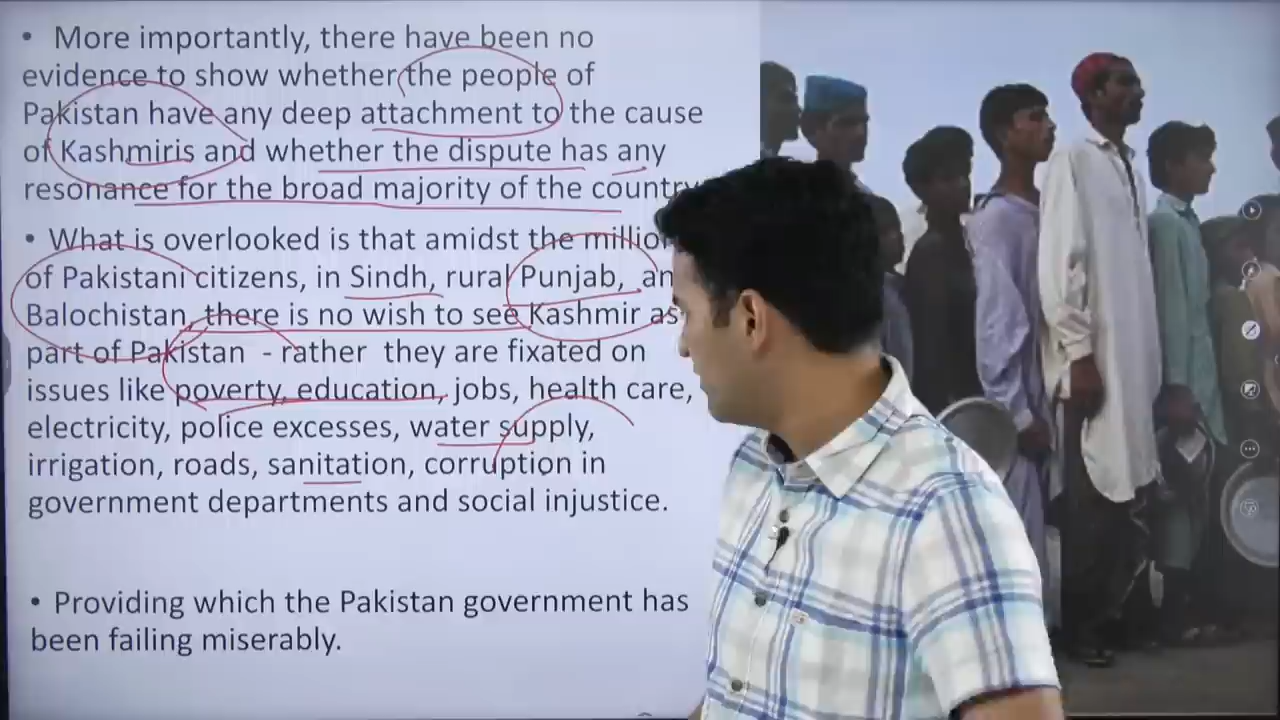 • More importantly, there have been no
evidence to show whether the people of
Pakistan have any deep attachment to the cause
of Kashmiris and whether the dispute has any
resonance for the broad majority of the country
• What is overlooked is that amidst the million
of Pakistani citizens, in Sindh, rural Punjab, an
Balochistan, there is no wish to see Kashmir as
part of Pakistan - rather they are fixated on
issues like poverty, education, jobs, health care,
electricity, police excesses, water supply,
irrigation, roads, sanitation, corruption in
government departments and social injustice.
• Providing which the Pakistan government has
been failing miserably.